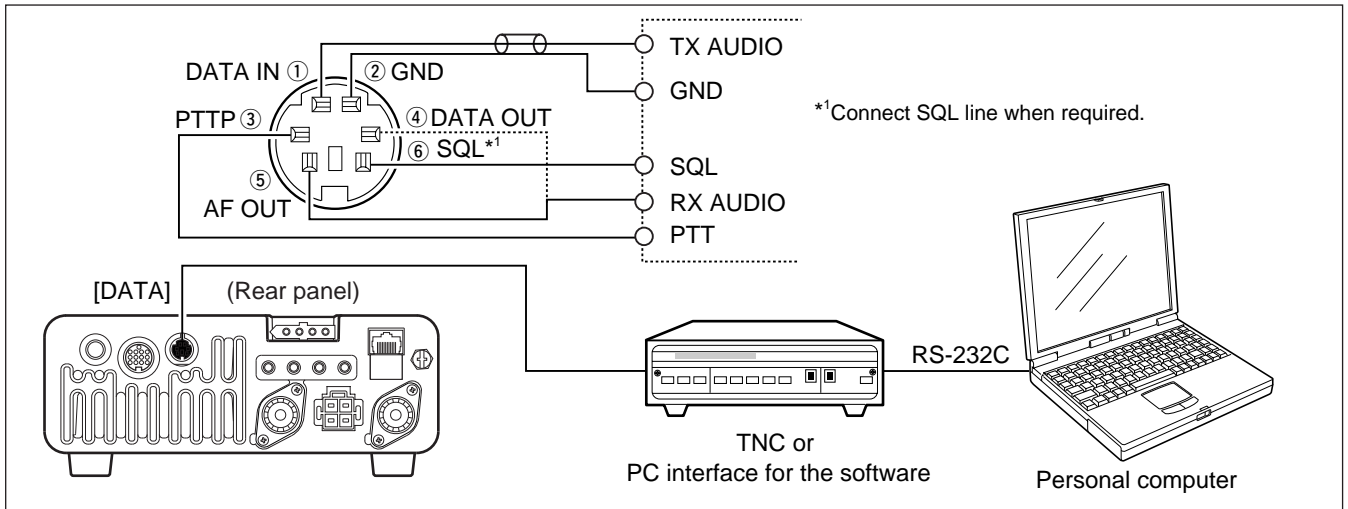 DATA IN ① ② GND
PTTP ③ ④ DATA OUT
⑥ SQL*1
⑤
AF OUT
TX AUDIO
GND
SQL
RX AUDIO
PTT
*1Connect SQL line when required.
[DATA] (Rear panel)
RS-232C
TNC or
PC interface for the software
Personal computer